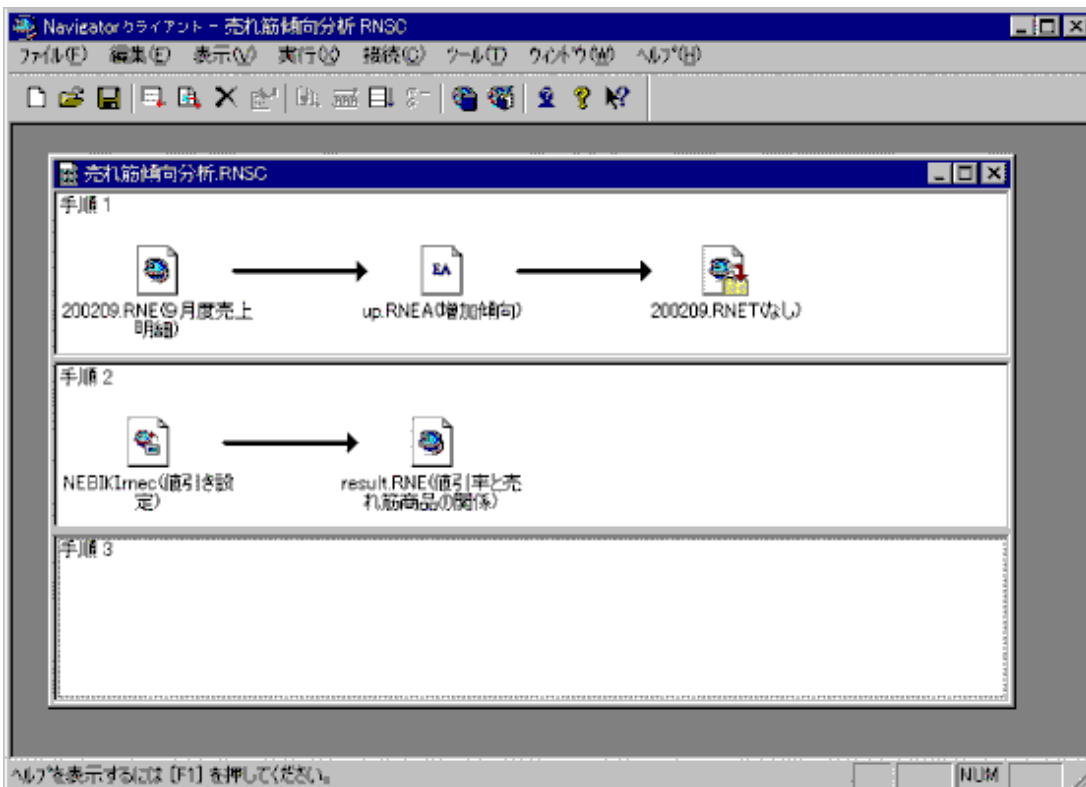 Navigatorクライアント - 売れ筋傾向分析.RNSC
ファイル(F) 編集(E) 表示(V) 実行(X) 接続(C) ツール(T) ウィンドウ(W) ヘルプ(H)
売れ筋傾向分析.RNSC
手順 1
EA
200209.RNE(9月度売上
明細)
up.RNEA(増加傾向)
200209.RNET(なし)
手順 2
NEBIKI.rnec(値引き設
定)
result.RNE(値引率と売
れ筋商品の関係)
手順 3
ヘルプを表示するには [F1] を押してください。
NUM